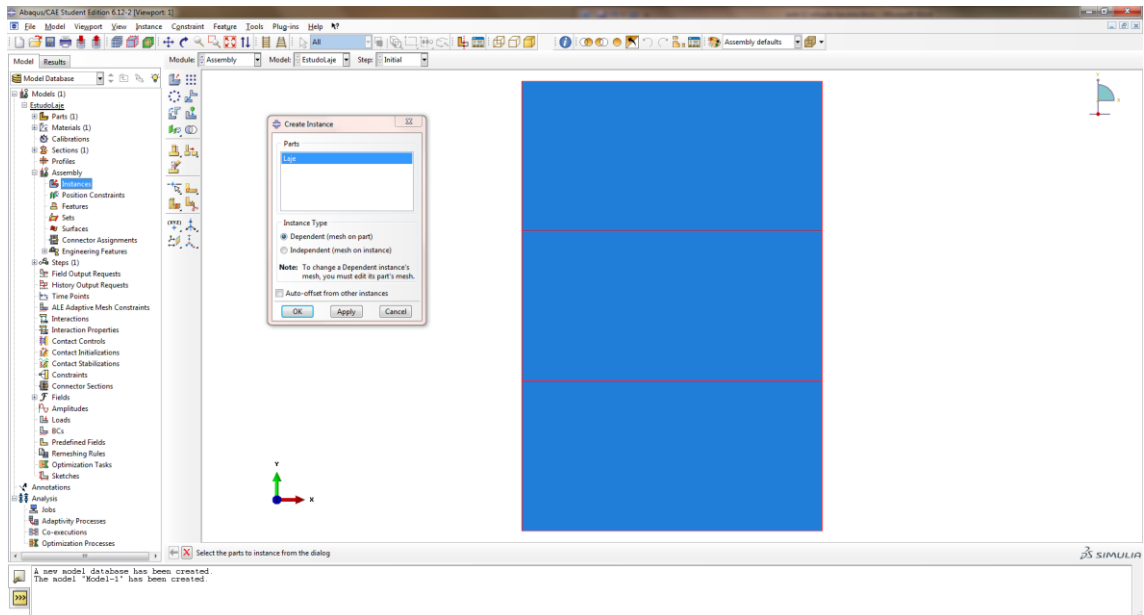 Abaqus/CAE Student Edition 6.12-2 [Viewport: 1]
File Model Viewport View Instance Constraint Feature Tools Plug-ins Help
All
Assembly defaults
Model Results
Module: Assembly Model: EstudoLaje Step: Initial
Model Database
Models (1)
EstudoLaje
Parts (1)
Materials (1)
Calibrations
Sections (1)
Profiles
Assembly
Instances
Position Constraints
Features
Sets
Surfaces
Connector Assignments
Engineering Features
Steps (1)
Field Output Requests
History Output Requests
Time Points
ALE Adaptive Mesh Constraints
Interactions
Interaction Properties
Contact Controls
Contact Initializations
Contact Stabilizations
Constraints
Connector Sections
Fields
Amplitudes
Loads
BCs
Predefined Fields
Remeshing Rules
Optimization Tasks
Sketches
Annotations
Analysis
Jobs
Adaptivity Processes
Co-executions
Optimization Processes
(XYZ)
Create Instance
Parts
Laje
Instance Type
Dependent (mesh on part)
Independent (mesh on instance)
Note: To change a Dependent instance's
mesh, you must edit its part's mesh.
Auto-offset from other instances
OK Apply Cancel
Y
X
Select the parts to instance from the dialog
SIMULIA
A new model database has been created.
The model "Model-1" has been created.
>>>